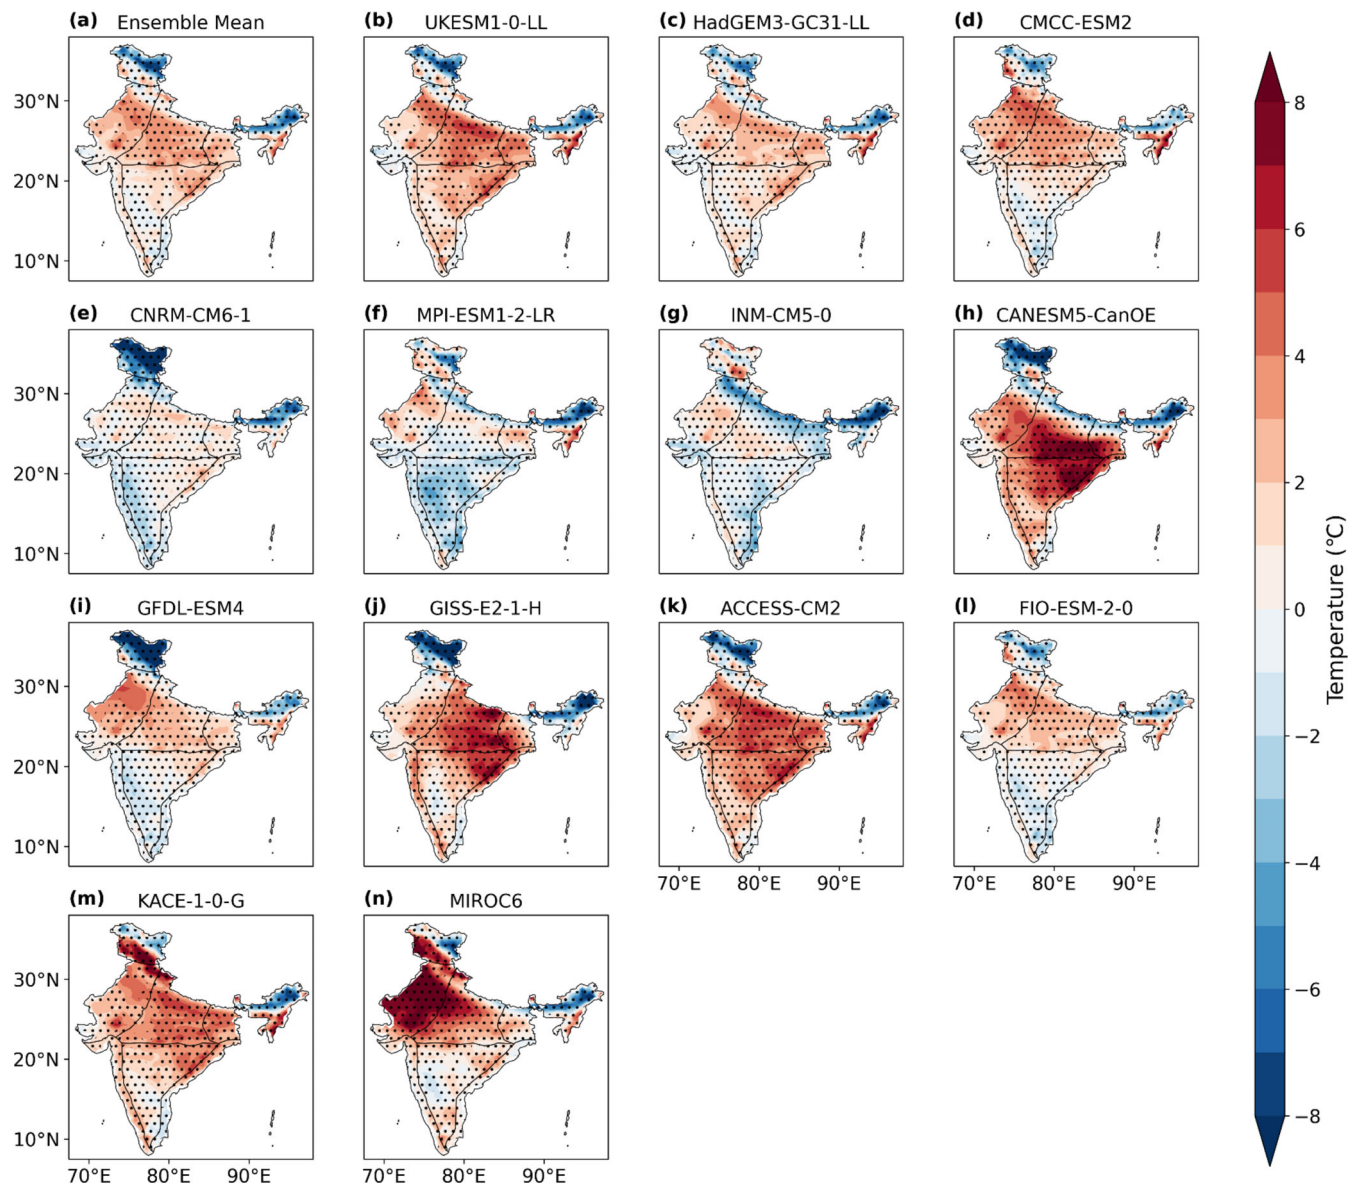 (a) Ensemble Mean (b) UKESM1-0-LL (c) HadGEM3-GC31-LL (d) CMCC-ESM2
30°N
20°N
10°N
(e) CNRM-CM6-1 (f) MPI-ESM1-2-LR (g) INM-CM5-0 (h) CANESM5-CanOE
30°N
20°N
10°N
(i) GFDL-ESM4 (j) GISS-E2-1-H (k) ACCESS-CM2 (l) FIO-ESM-2-0
30°N
20°N
10°N
70°E 80°E 90°E 70°E 80°E 90°E
(m) KACE-1-0-G (n) MIROC6
30°N
20°N
10°N
70°E 80°E 90°E 70°E 80°E 90°E
8
6
4
2
0
−2
−4
−6
−8
Temperature (°C)